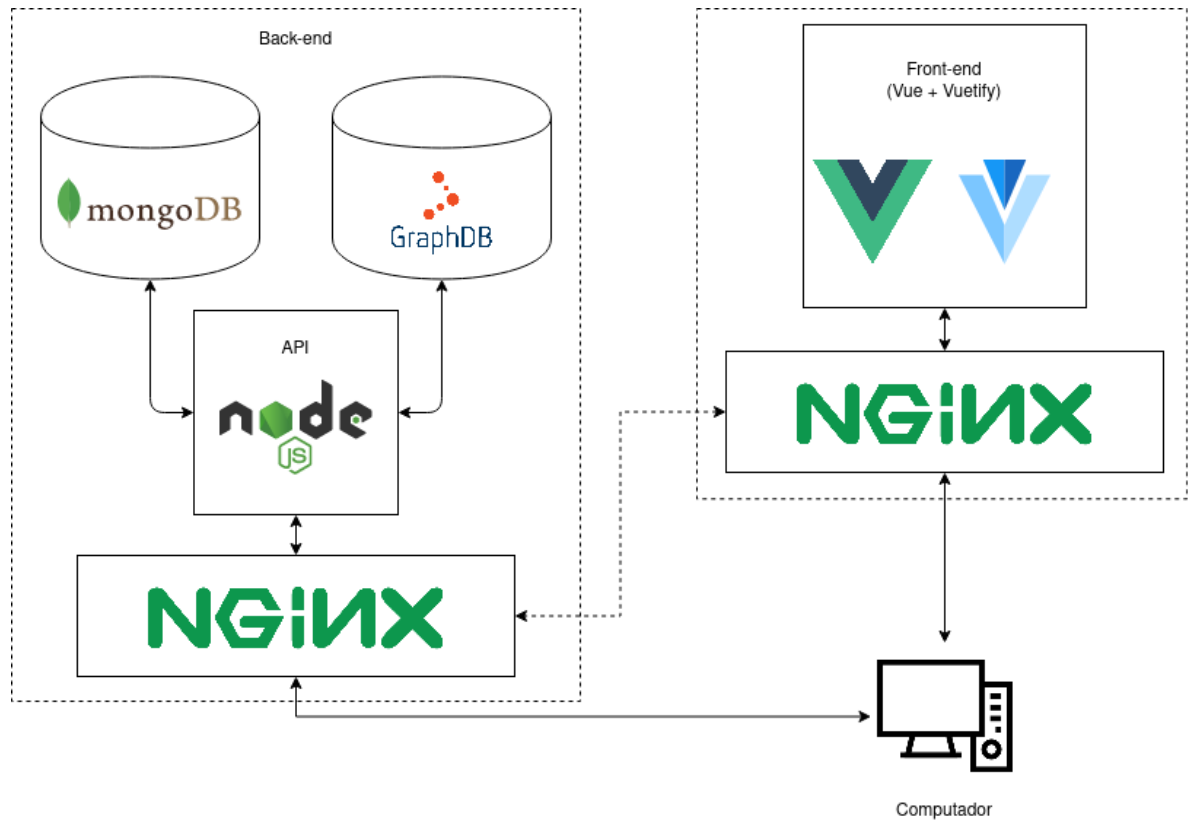 Back-end
mongoDB
GraphDB
API
node
JS
NGINX
Front-end
(Vue + Vuetify)
NGINX
Computador